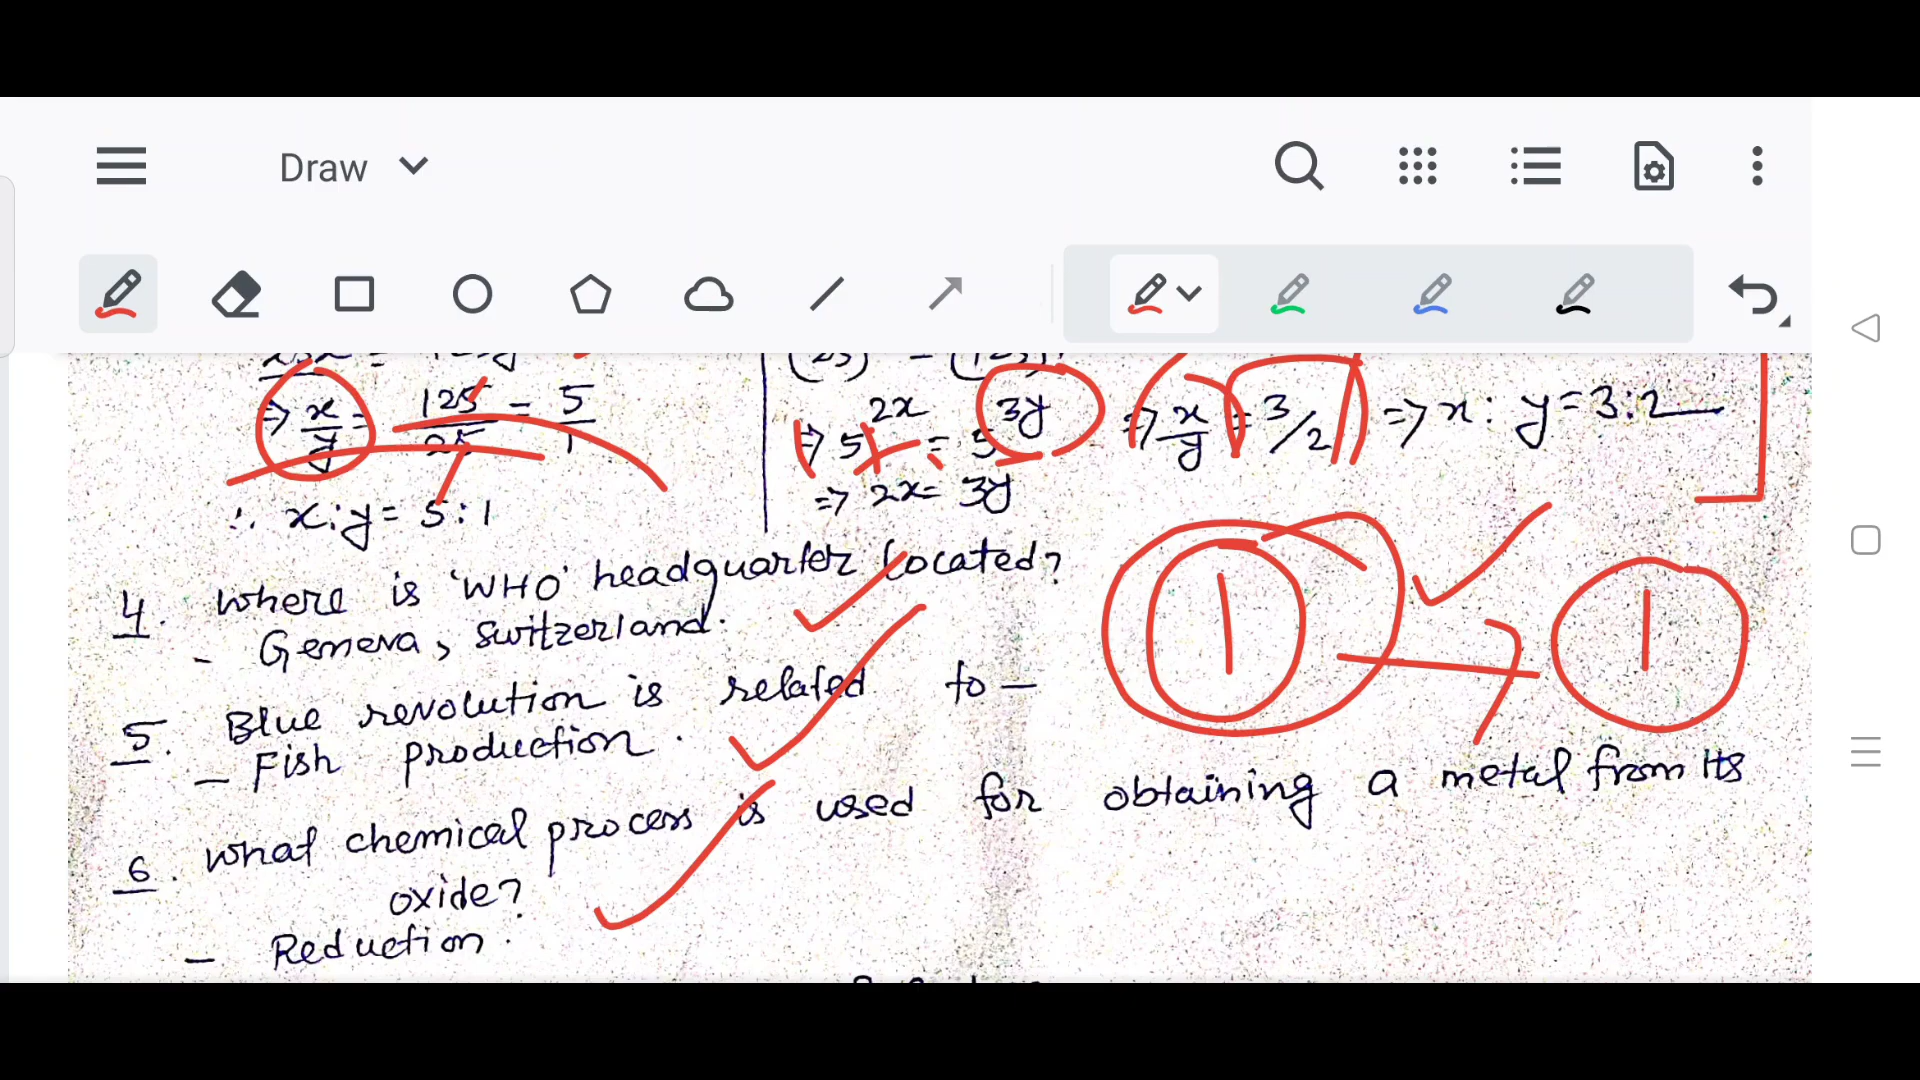 Draw
⇒ x/y = 125/25 = 5/1
∴ x:y = 5:1
(25) = (125)
⇒ 5^2x = 5^3y
⇒ 2x = 3y
⇒ x/y = 3/2 ⇒ x: y = 3:2
4. where is 'WHO' headquarter located?
- Geneva, switzerland.
① → ①
5. Blue revolution is related to -
- Fish production.
6. what chemical process is used for obtaining a metal from its
oxide?
- Reduction.